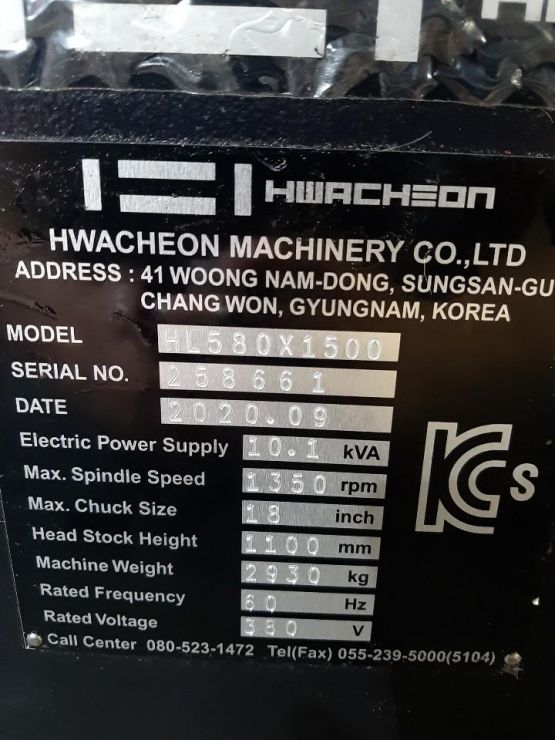 HWACHEON
HWACHEON MACHINERY CO.,LTD
ADDRESS : 41 WOONG NAM-DONG, SUNGSAN-GU
CHANG WON, GYUNGNAM, KOREA
MODEL HL580X1500
SERIAL NO. 258661
DATE 2020.09
Electric Power Supply 10.1 kVA
Max. Spindle Speed 1350 rpm
Max. Chuck Size 18 inch
Head Stock Height 1100 mm
Machine Weight 2930 kg
Rated Frequency 60 Hz
Rated Voltage 380 V
KCs
Call Center 080-523-1472 Tel(Fax) 055-239-5000(5104)